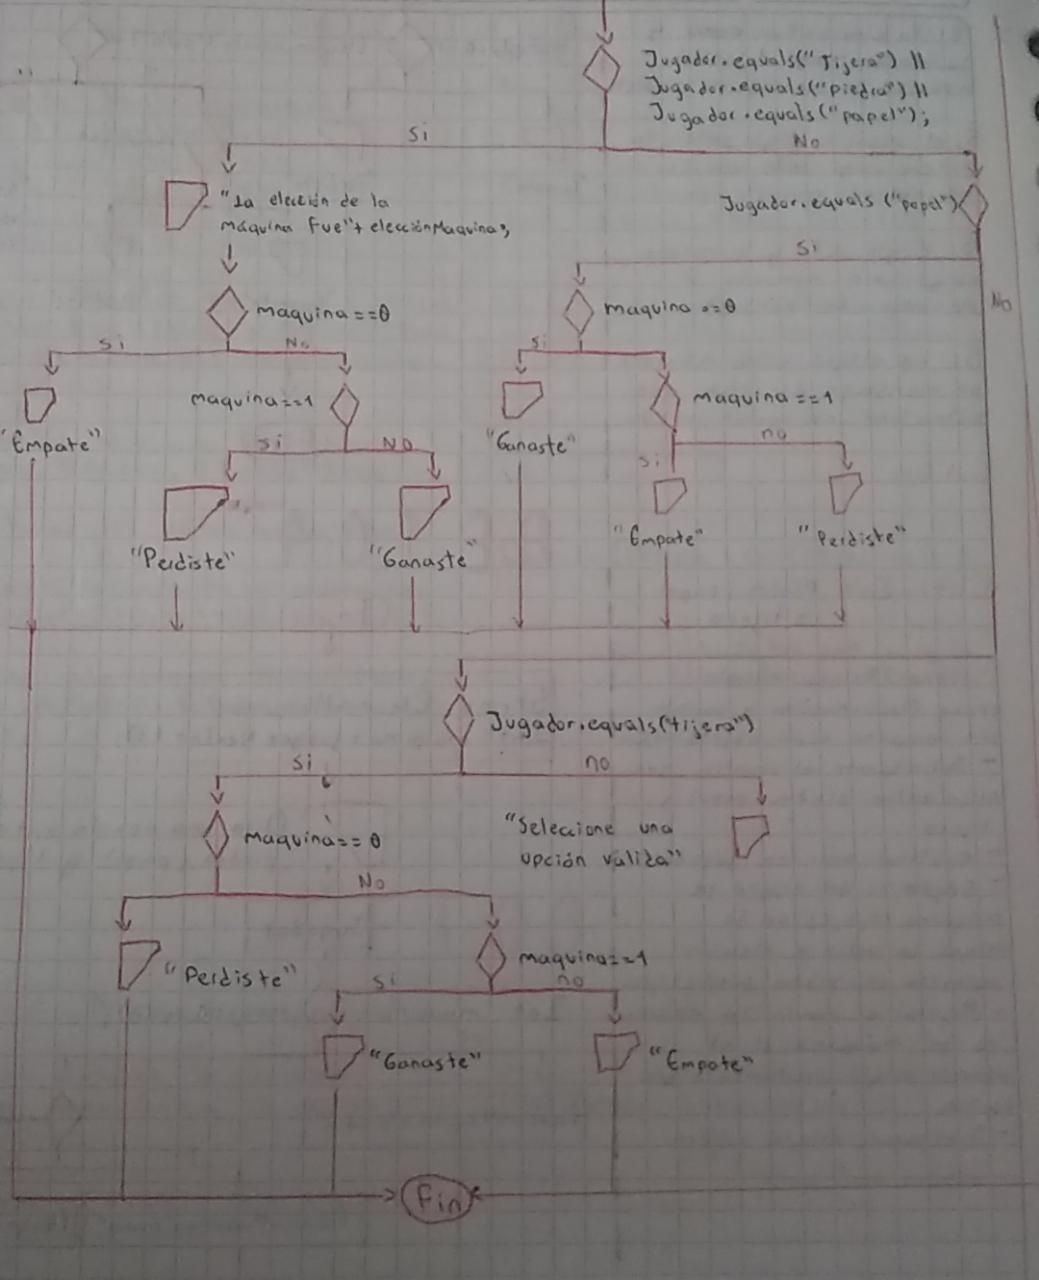 Jugador.equals("Tijera") ||
Jugador.equals("piedra") ||
Jugador.equals("papel");
Si
No
"La elección de la
máquina fue"+ elecciónMaquina;
Jugador.equals ("papel")
Si
No
maquina==0
maquina ==0
Si
No
si
maquina==1
maquina ==1
"Empate"
"Ganaste"
si
NO
si
no
"Perdiste"
"Ganaste"
"Empate"
"Perdiste"
Jugador.equals(tijera")
Si
no
maquina==0
"Seleccione una
opción valida"
No
"Perdiste"
maquina==1
si
no
"Ganaste"
"Empate"
Fin